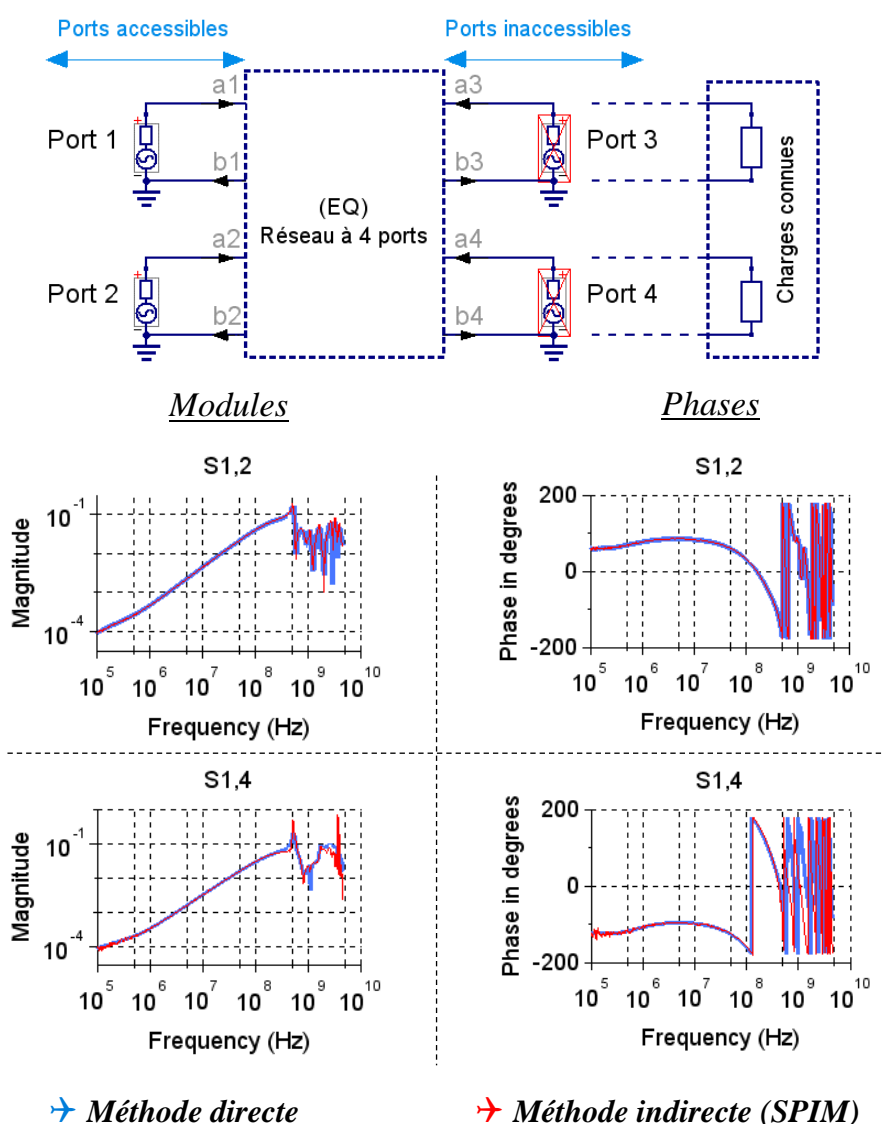 Ports accessibles
Ports inaccessibles
a1
a3
Port 1
Port 3
b1
b3
(EQ)
Réseau à 4 ports
Charges connues
a2
a4
Port 2
Port 4
b2
b4
+
-
+
-
+
-
+
-
Modules
Phases
S1,2
S1,2
Magnitude
10^-1
10^-4
10^5 10^6 10^7 10^8 10^9 10^10
Frequency (Hz)
Phase in degrees
200
0
-200
10^5 10^6 10^7 10^8 10^9 10^10
Frequency (Hz)
S1,4
S1,4
Magnitude
10^-1
10^-4
10^5 10^6 10^7 10^8 10^9 10^10
Frequency (Hz)
Phase in degrees
200
0
-200
10^5 10^6 10^7 10^8 10^9 10^10
Frequency (Hz)
✈ Méthode directe
✈ Méthode indirecte (SPIM)